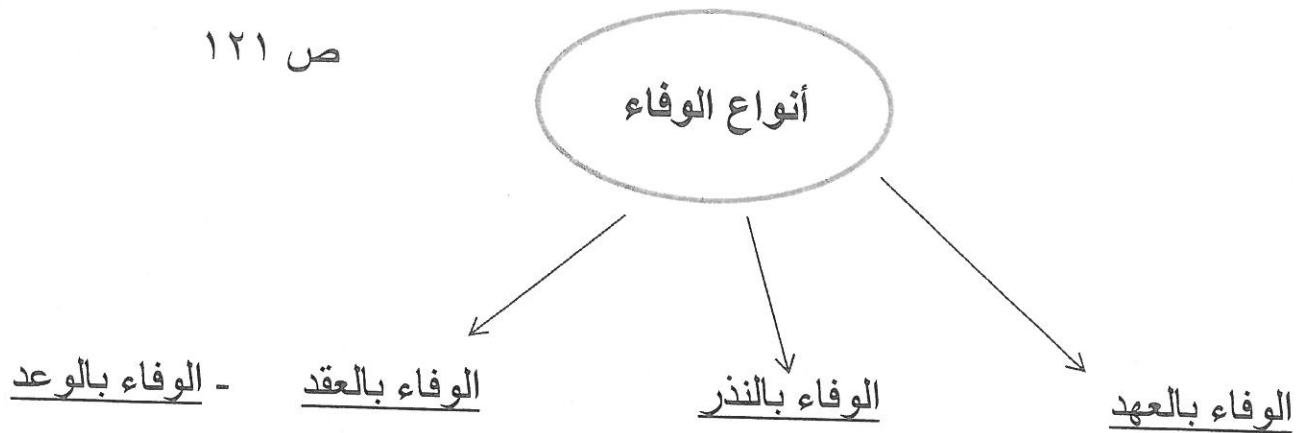 ص ١٢١
أنواع الوفاء
الوفاء بالعهد
الوفاء بالنذر
الوفاء بالعقد - الوفاء بالوعد